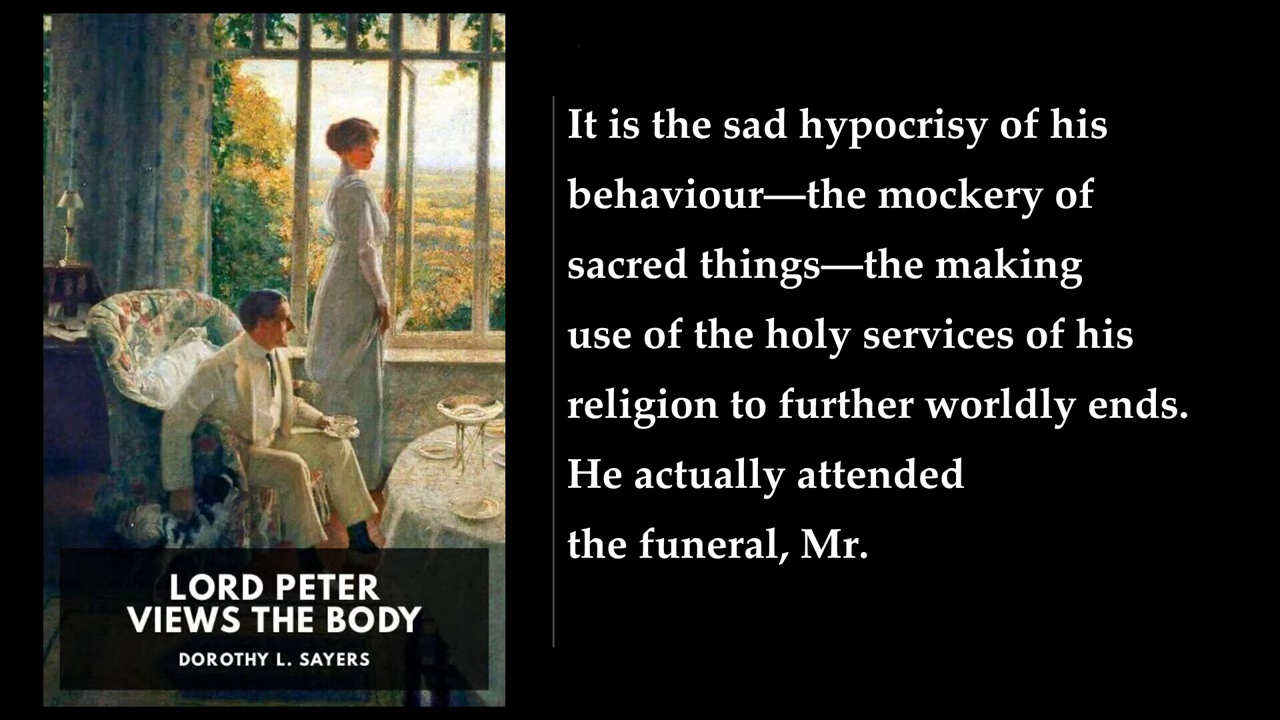 LORD PETER
VIEWS THE BODY
DOROTHY L. SAYERS
It is the sad hypocrisy of his
behaviour—the mockery of
sacred things—the making
use of the holy services of his
religion to further worldly ends.
He actually attended
the funeral, Mr.